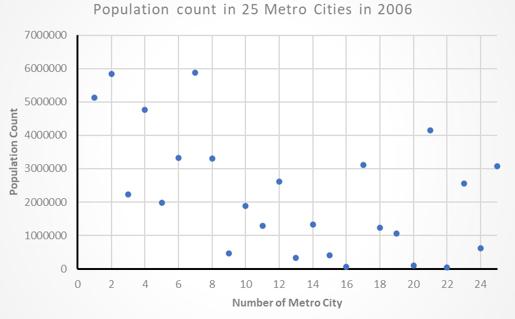 Population count in 25 Metro Cities in 2006
7000000
6000000
5000000
4000000
3000000
2000000
1000000
0
Population Count
0 2 4 6 8 10 12 14 16 18 20 22 24
Number of Metro City